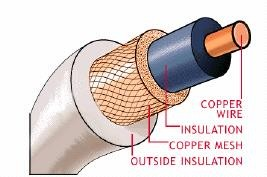 COPPER
WIRE
INSULATION
COPPER MESH
OUTSIDE INSULATION